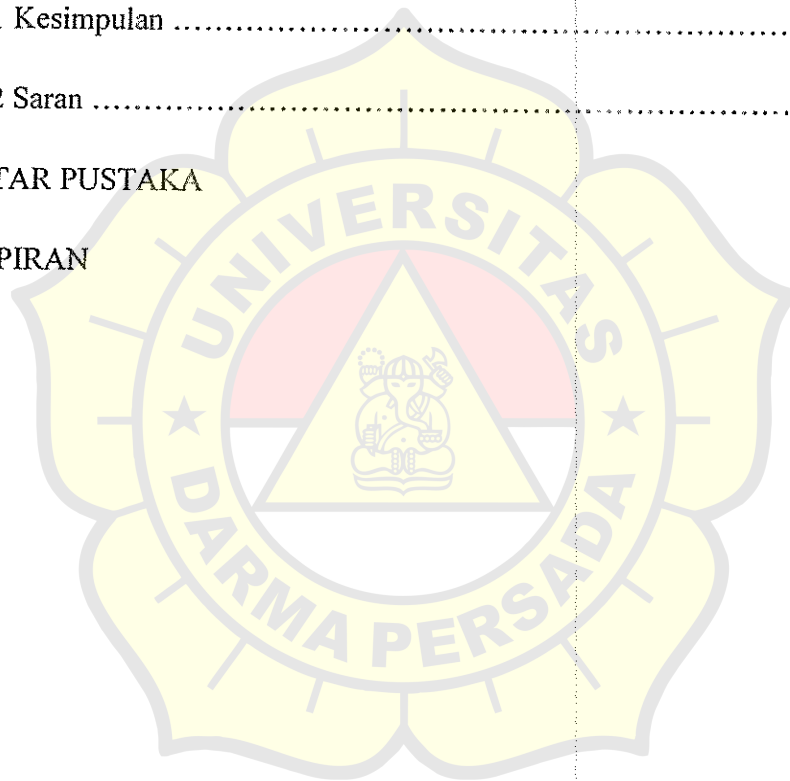 Kesimpulan ........................................................................
2 Saran ........................................................................
TAR PUSTAKA
PIRAN
UNIVERSITAS
DARMA PERSADA